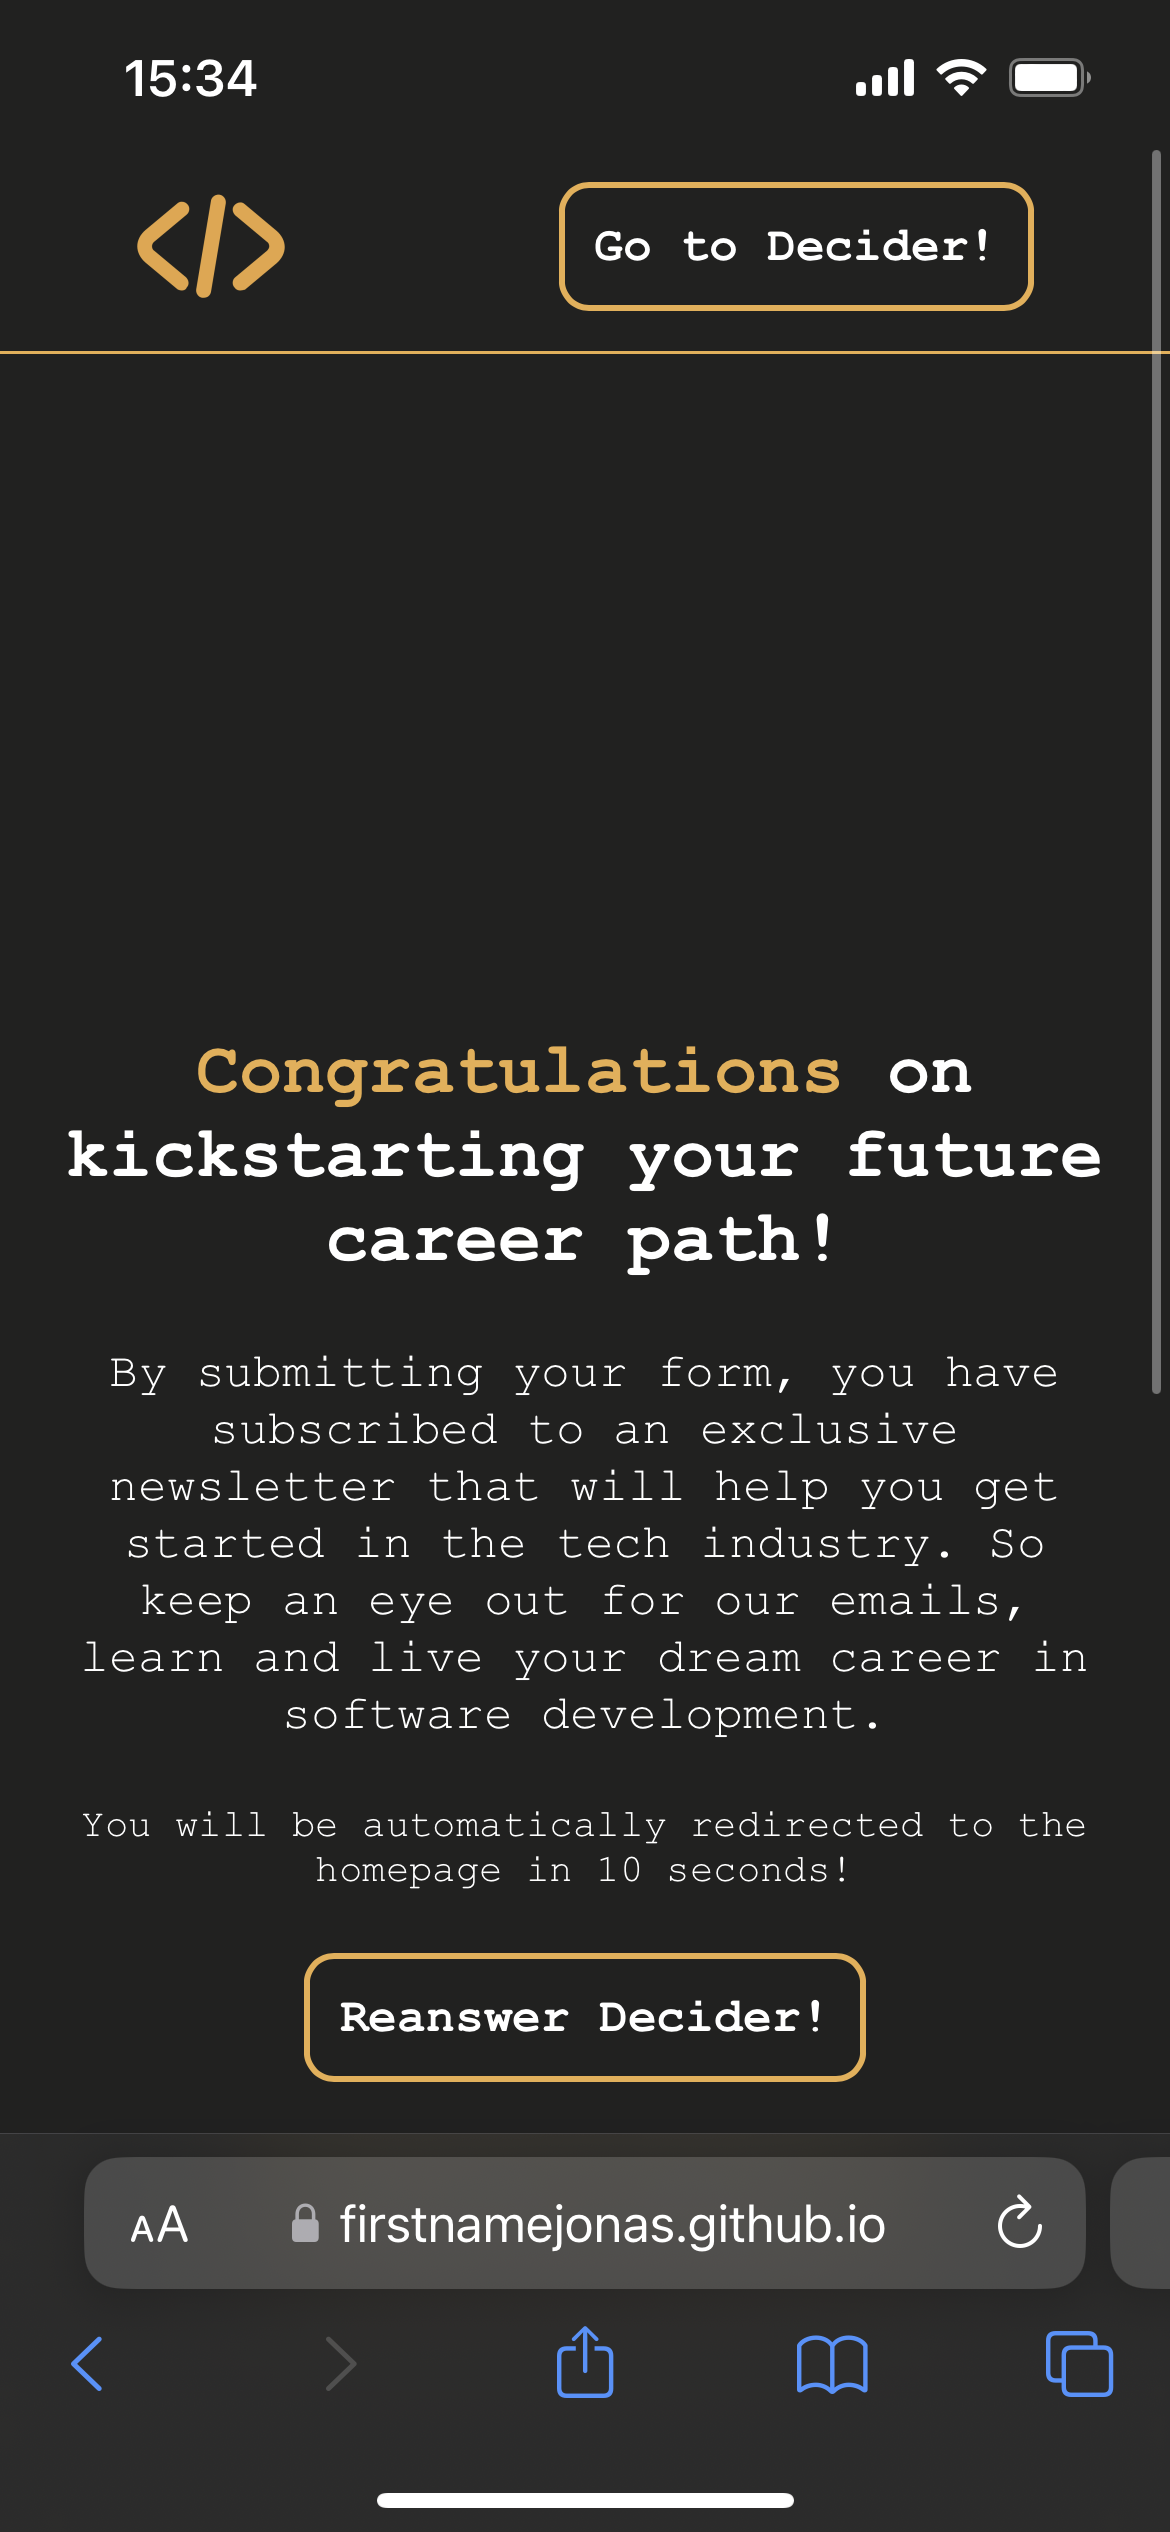 15:34
</>
Go to Decider!
Congratulations on
kickstarting your future
career path!
By submitting your form, you have
subscribed to an exclusive
newsletter that will help you get
started in the tech industry. So
keep an eye out for our emails,
learn and live your dream career in
software development.
You will be automatically redirected to the
homepage in 10 seconds!
Reanswer Decider!
AA firstnamejonas.github.io